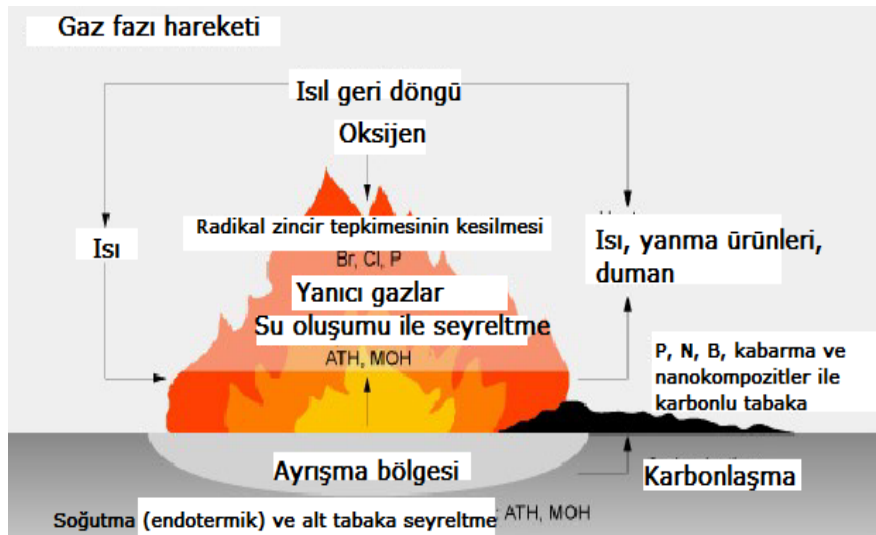 Gaz fazı hareketi
Isıl geri döngü
Oksijen
Radikal zincir tepkimesinin kesilmesi
Br, Cl, P
Isı
Isı, yanma ürünleri,
duman
Yanıcı gazlar
Su oluşumu ile seyreltme
ATH, MOH
P, N, B, kabarma ve
nanokompozitler ile
karbonlu tabaka
Ayrışma bölgesi
Karbonlaşma
Soğutma (endotermik) ve alt tabaka seyreltme : ATH, MOH